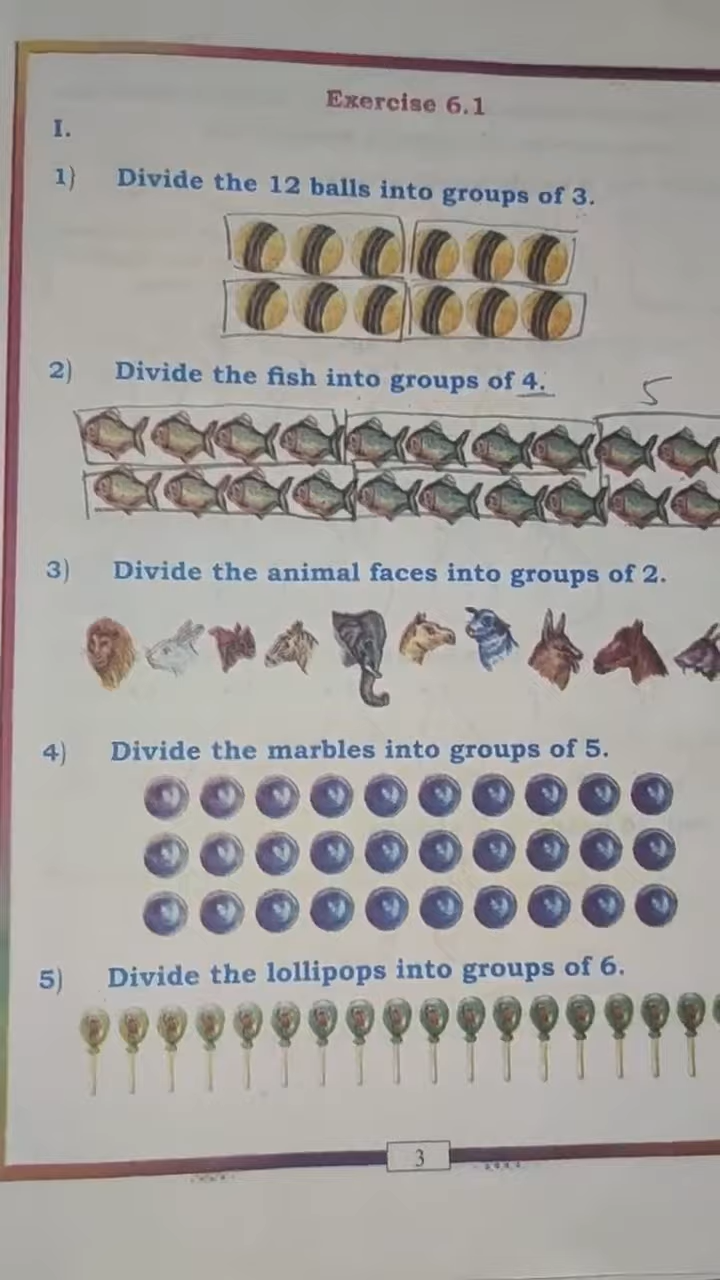 Exercise 6.1
I.
1) Divide the 12 balls into groups of 3.
2) Divide the fish into groups of 4.
5
3) Divide the animal faces into groups of 2.
4) Divide the marbles into groups of 5.
5) Divide the lollipops into groups of 6.
3